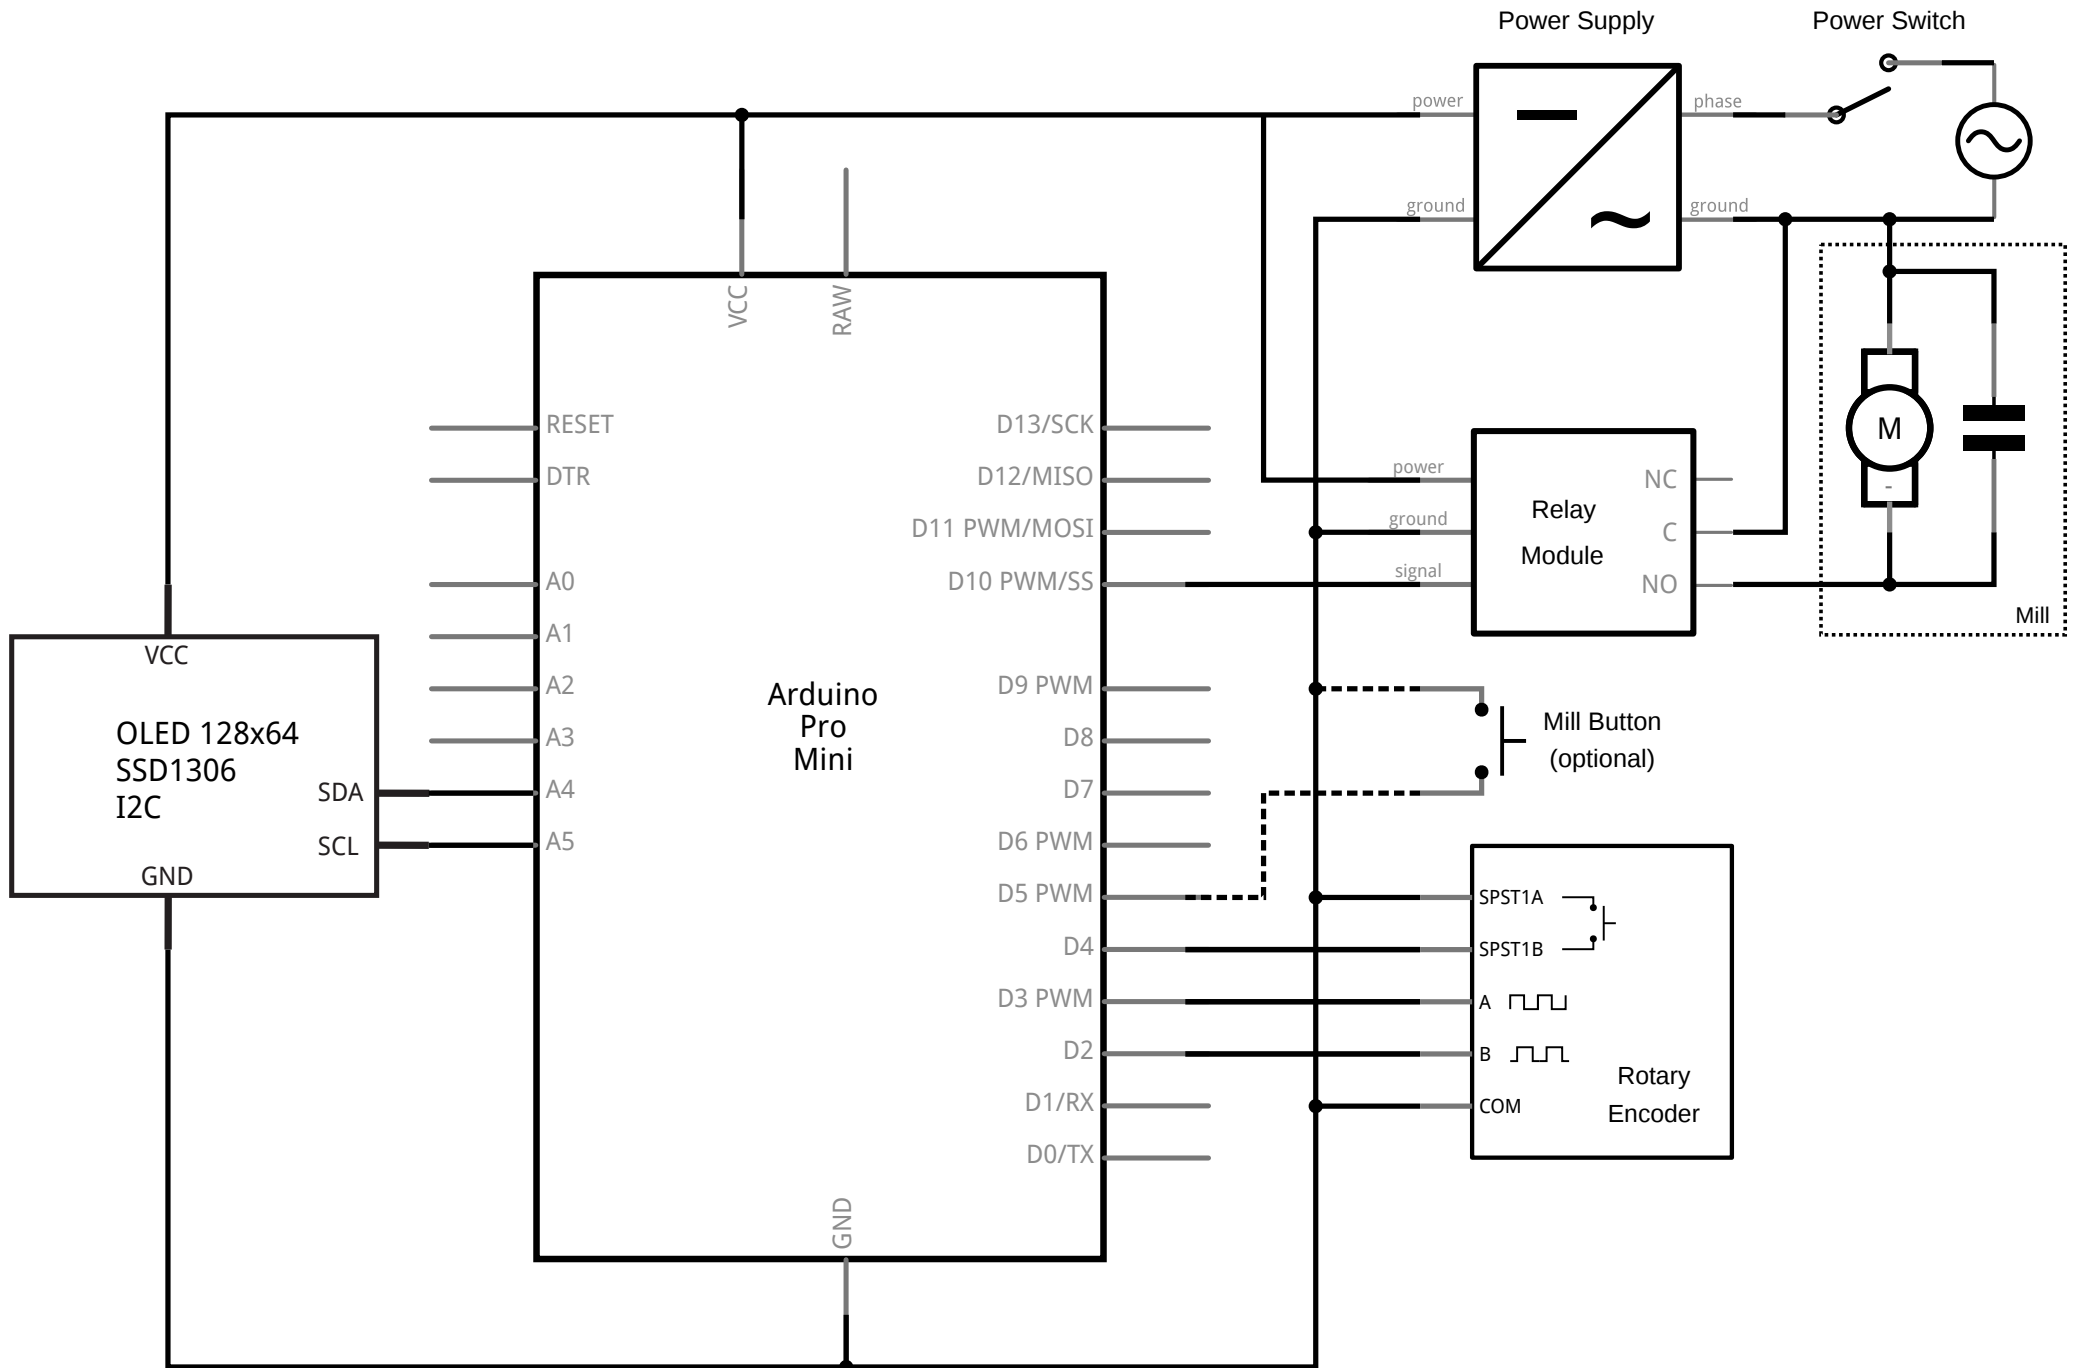 Power Supply
Power Switch
power
phase
ground
ground
VCC
RAW
RESET
DTR
A0
A1
A2
A3
A4
A5
D13/SCK
D12/MISO
D11 PWM/MOSI
D10 PWM/SS
D9 PWM
D8
D7
D6 PWM
D5 PWM
D4
D3 PWM
D2
D1/RX
D0/TX
GND
Arduino
Pro
Mini
VCC
OLED 128x64
SSD1306
I2C
SDA
SCL
GND
power
ground
signal
Relay
Module
NC
C
NO
M
-
Mill
Mill Button
(optional)
SPST1A
SPST1B
A
B
COM
Rotary
Encoder